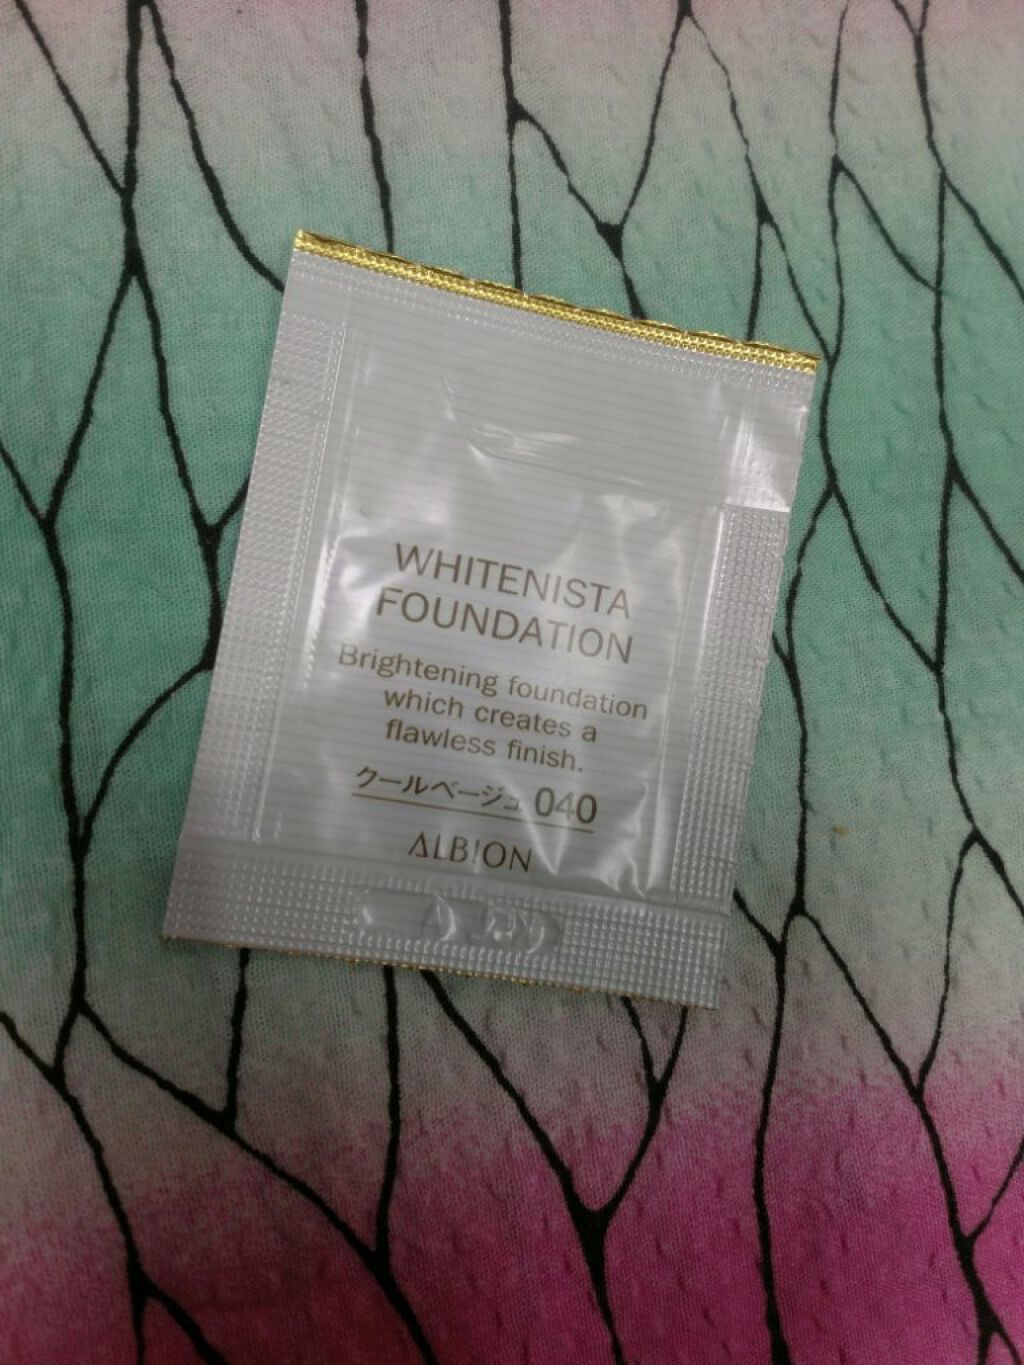 WHITENISTA
FOUNDATION
Brightening foundation
which creates a
flawless finish.
クールベージュ 040
ALBION